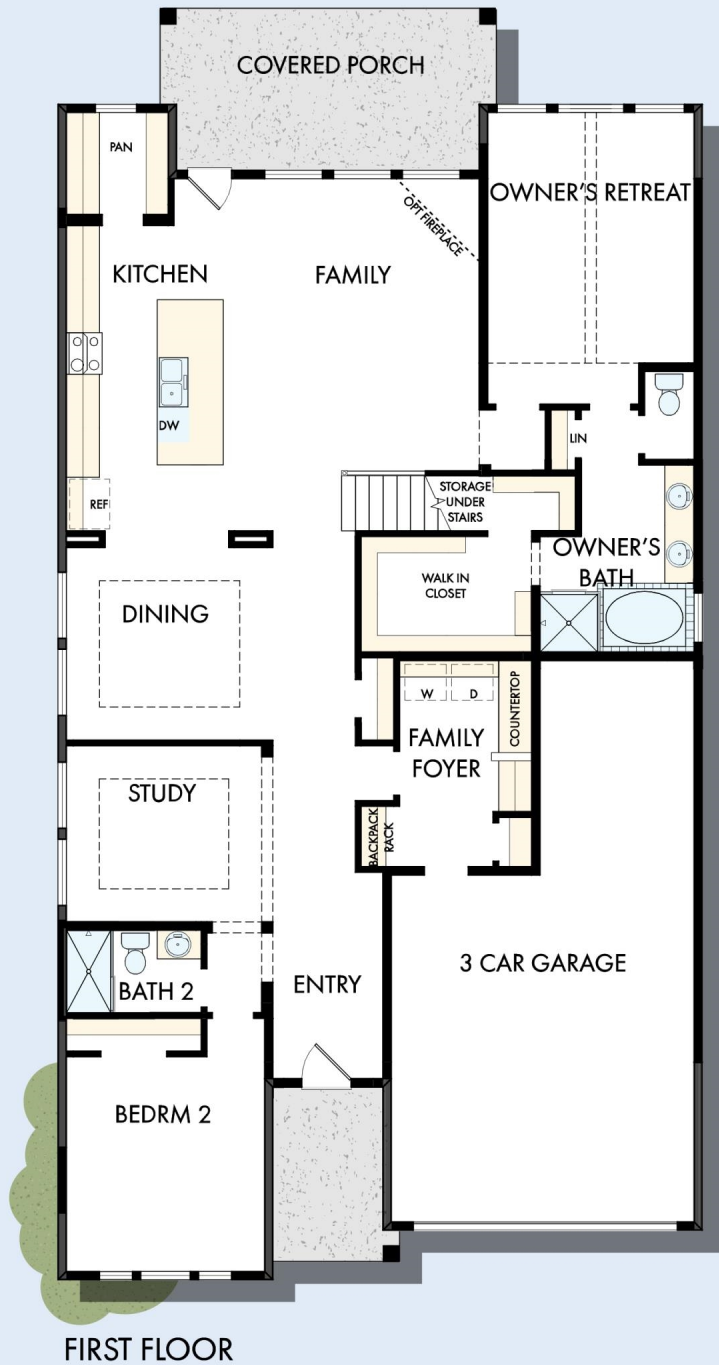 COVERED PORCH
PAN
OWNER'S RETREAT
OPT FIREPLACE
KITCHEN
FAMILY
DW
LIN
REF
STORAGE
UNDER
STAIRS
OWNER'S
BATH
WALK IN
CLOSET
DINING
W
D
COUNTERTOP
FAMILY
FOYER
STUDY
BACKPACK
RACK
3 CAR GARAGE
BATH 2
ENTRY
BEDRM 2
FIRST FLOOR